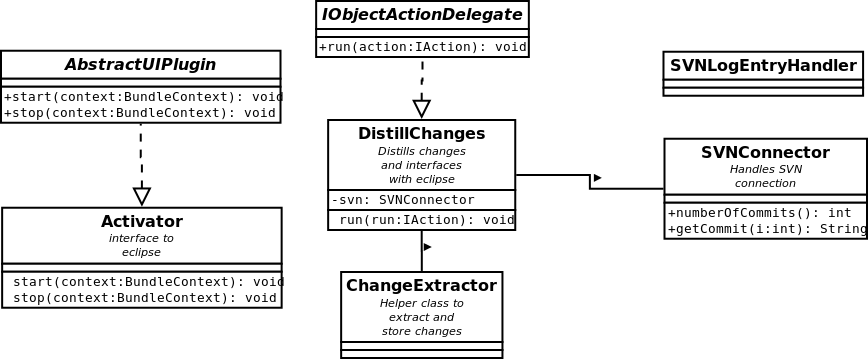 IObjectActionDelegate
+run(action:IAction): void
AbstractUIPlugin
+start(context:BundleContext): void
+stop(context:BundleContext): void
SVNLogEntryHandler
DistillChanges
Distills changes
and interfaces
with eclipse
-svn: SVNConnector
run(run:IAction): void
SVNConnector
Handles SVN
connection
+numberOfCommits(): int
+getCommit(i:int): String
Activator
interface to
eclipse
start(context:BundleContext): void
stop(context:BundleContext): void
ChangeExtractor
Helper class to
extract and
store changes